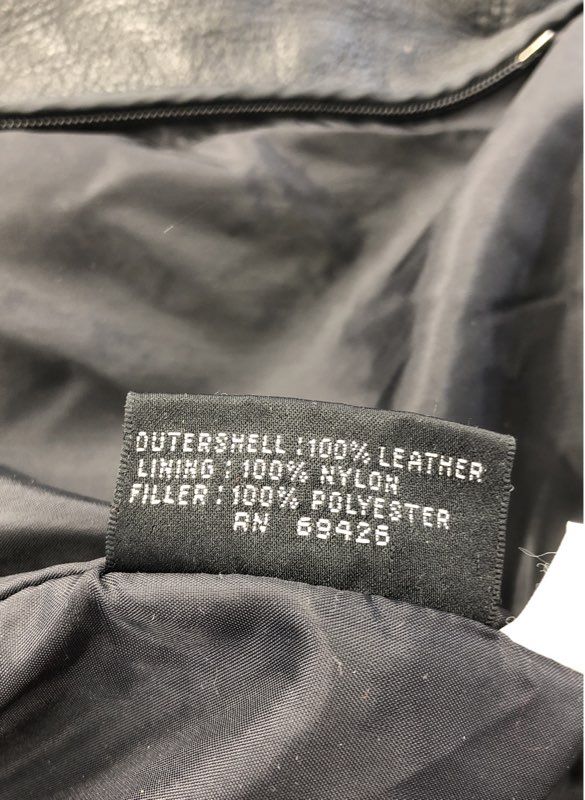 OUTERSHELL : 100% LEATHER
LINING : 100% NYLON
FILLER : 100% POLYESTER
RN 69426